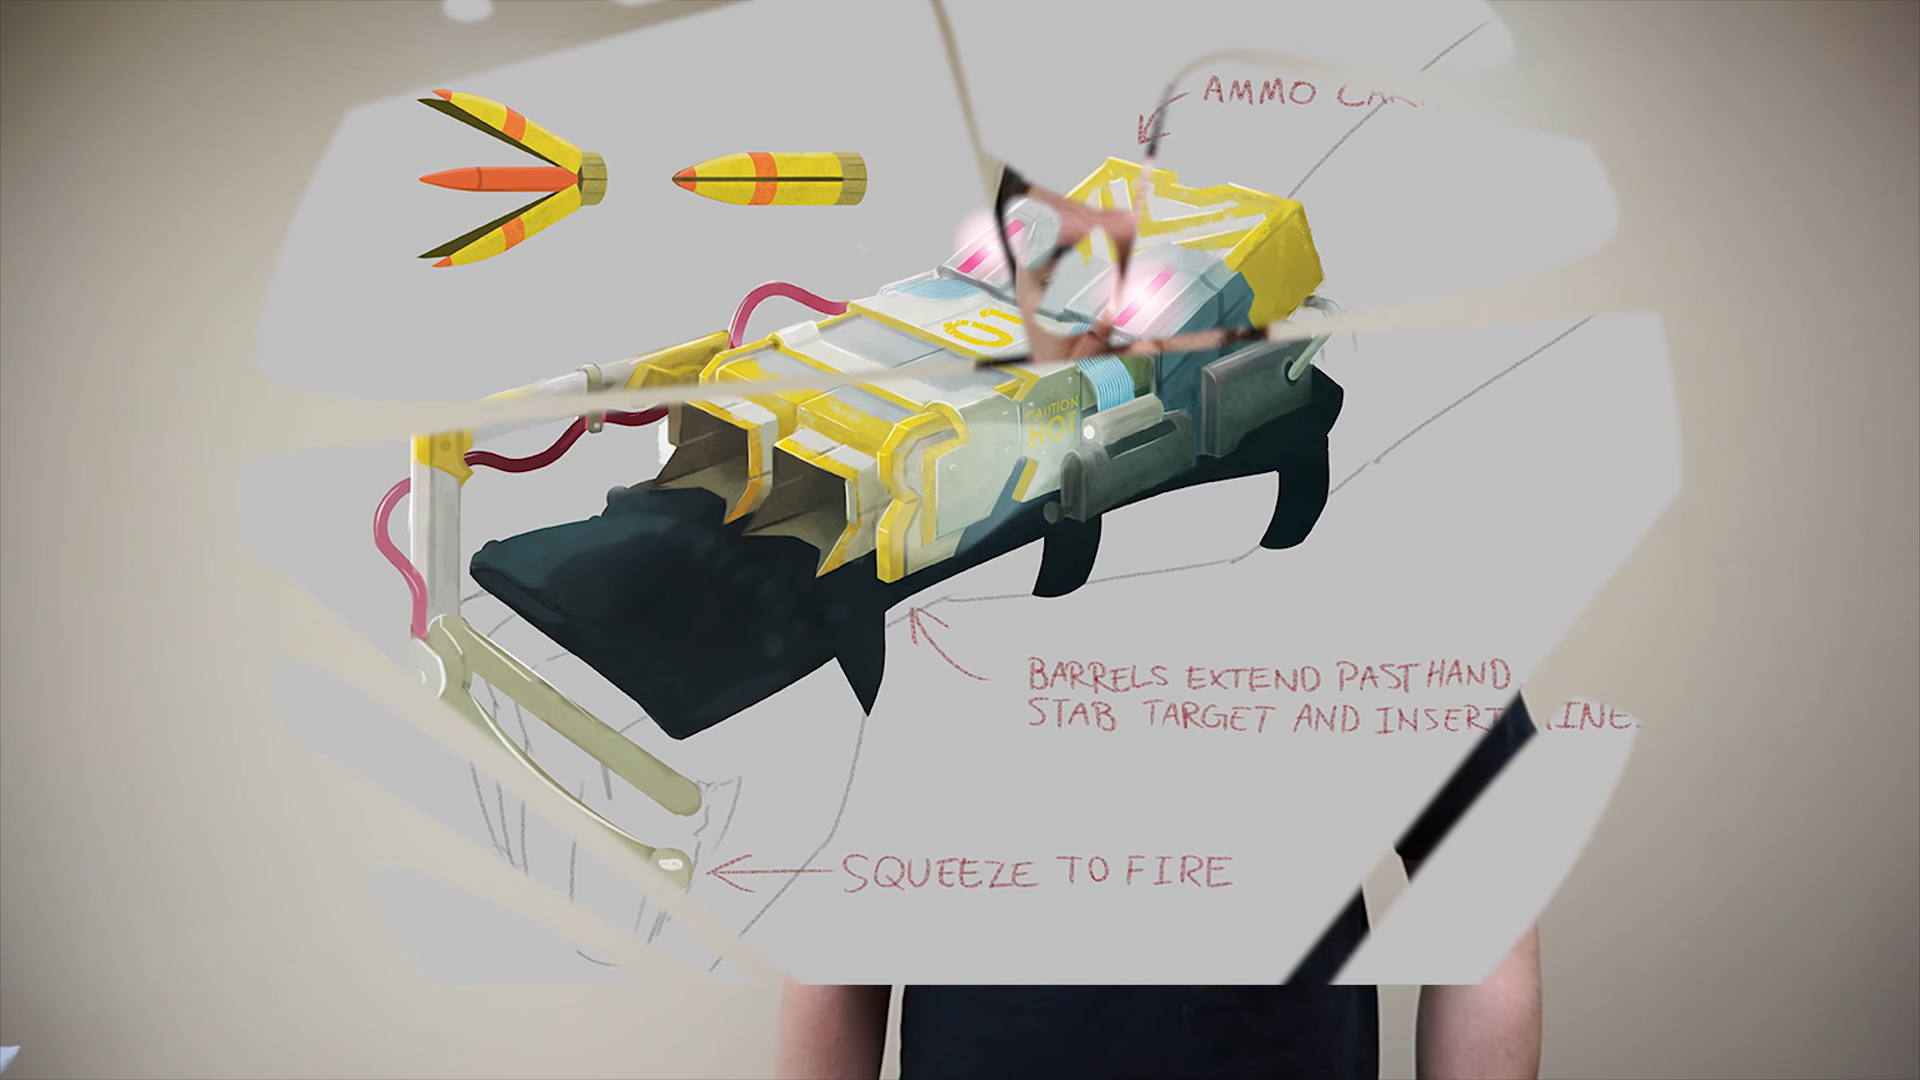 AMMO
CAUTION
HOT
BARRELS EXTEND PAST HAND
STAB TARGET AND INSERT
SQUEEZE TO FIRE